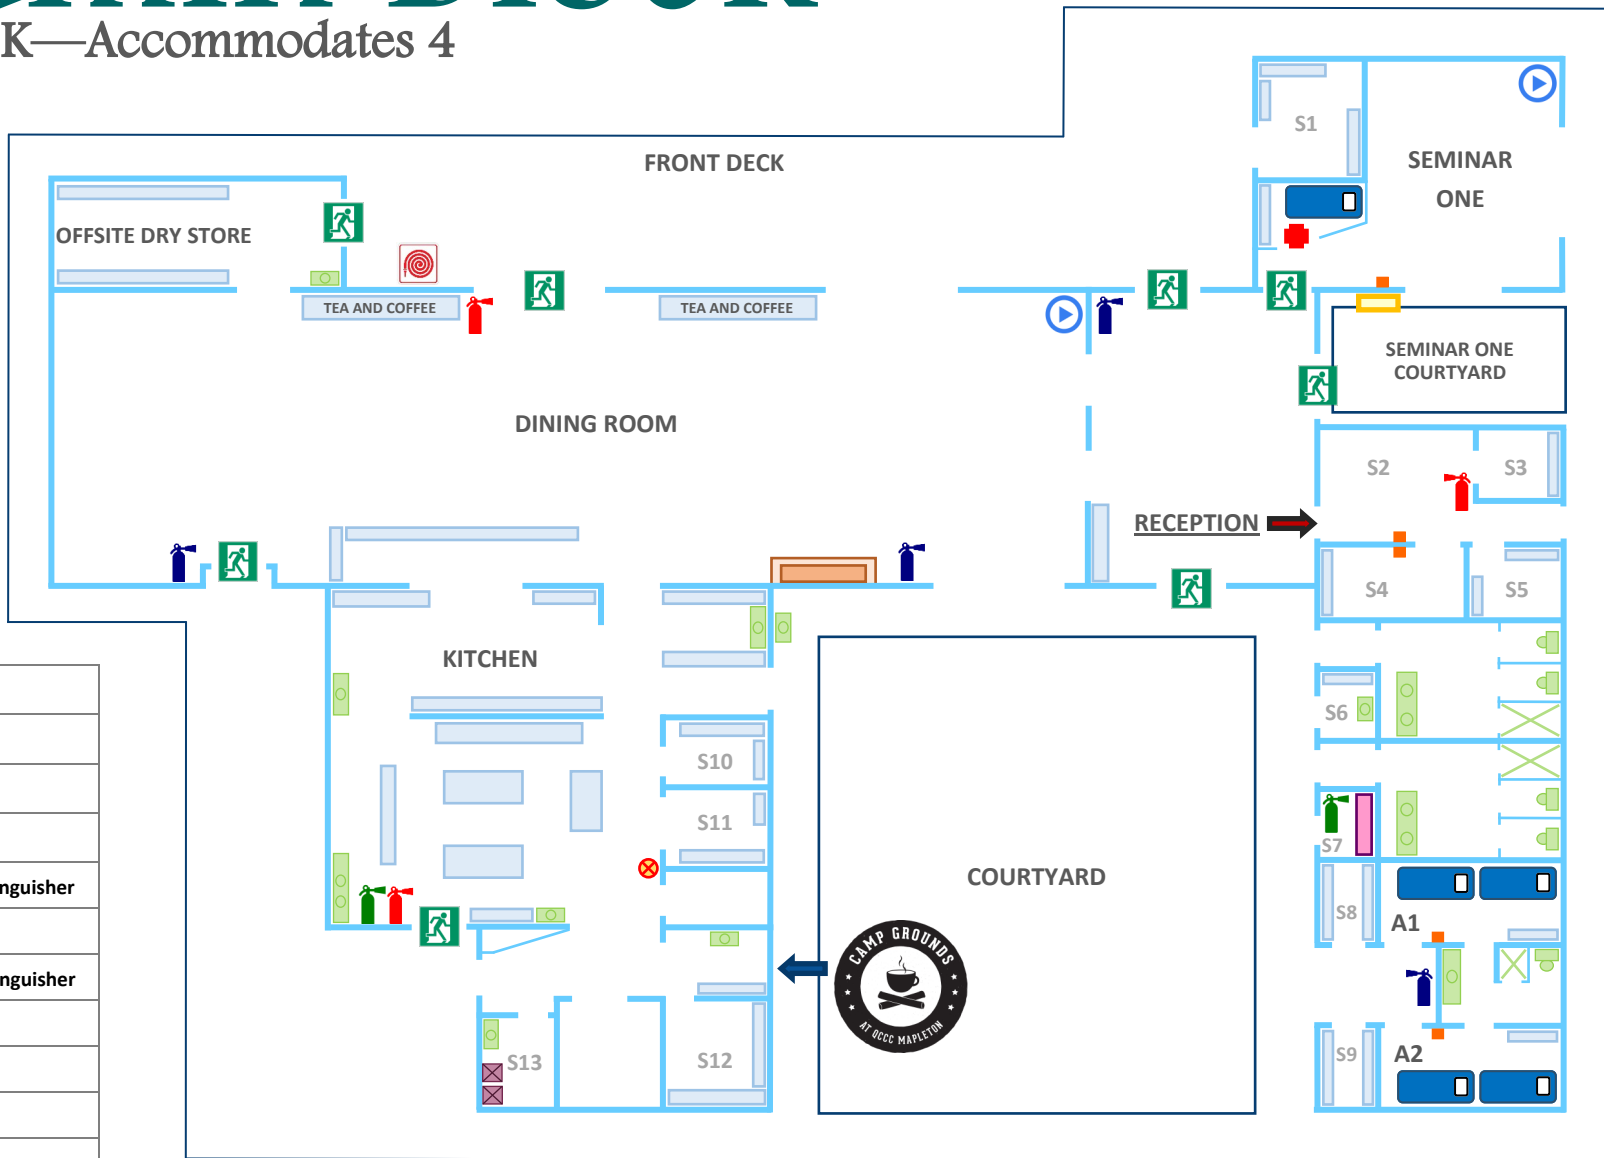 K—Accommodates 4
FRONT DECK
S1
SEMINAR
ONE
OFFSITE DRY STORE
TEA AND COFFEE
TEA AND COFFEE
SEMINAR ONE
COURTYARD
DINING ROOM
S2
S3
RECEPTION
S4
S5
KITCHEN
S6
S10
S11
S7
COURTYARD
nguisher
S8
A1
CAMP GROUNDS
AT QCCC MAPLETON
nguisher
S13
S12
S9
A2